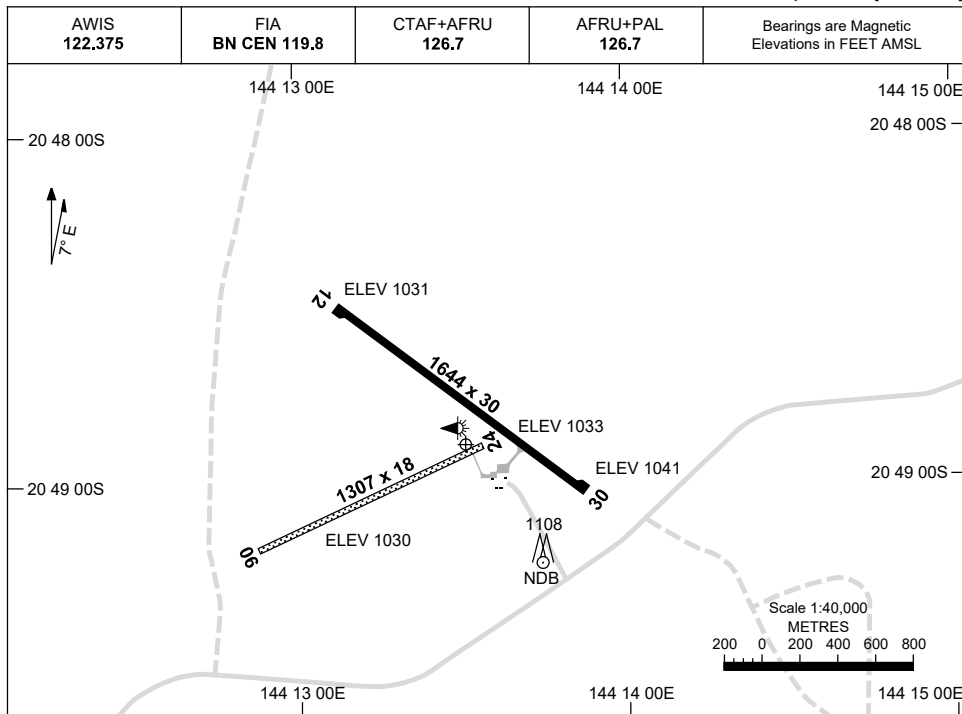 AWIS
122.375
FIA
BN CEN 119.8
CTAF+AFRU
126.7
AFRU+PAL
126.7
Bearings are Magnetic
Elevations in FEET AMSL
144 13 00E
144 14 00E
144 15 00E
20 48 00S
20 48 00S
7° E
12
ELEV 1031
1644 x 30
ELEV 1033
24
ELEV 1041
30
20 49 00S
20 49 00S
1307 x 18
ELEV 1030
06
1108
NDB
Scale 1:40,000
METRES
200 0 200 400 600 800
144 13 00E
144 14 00E
144 15 00E